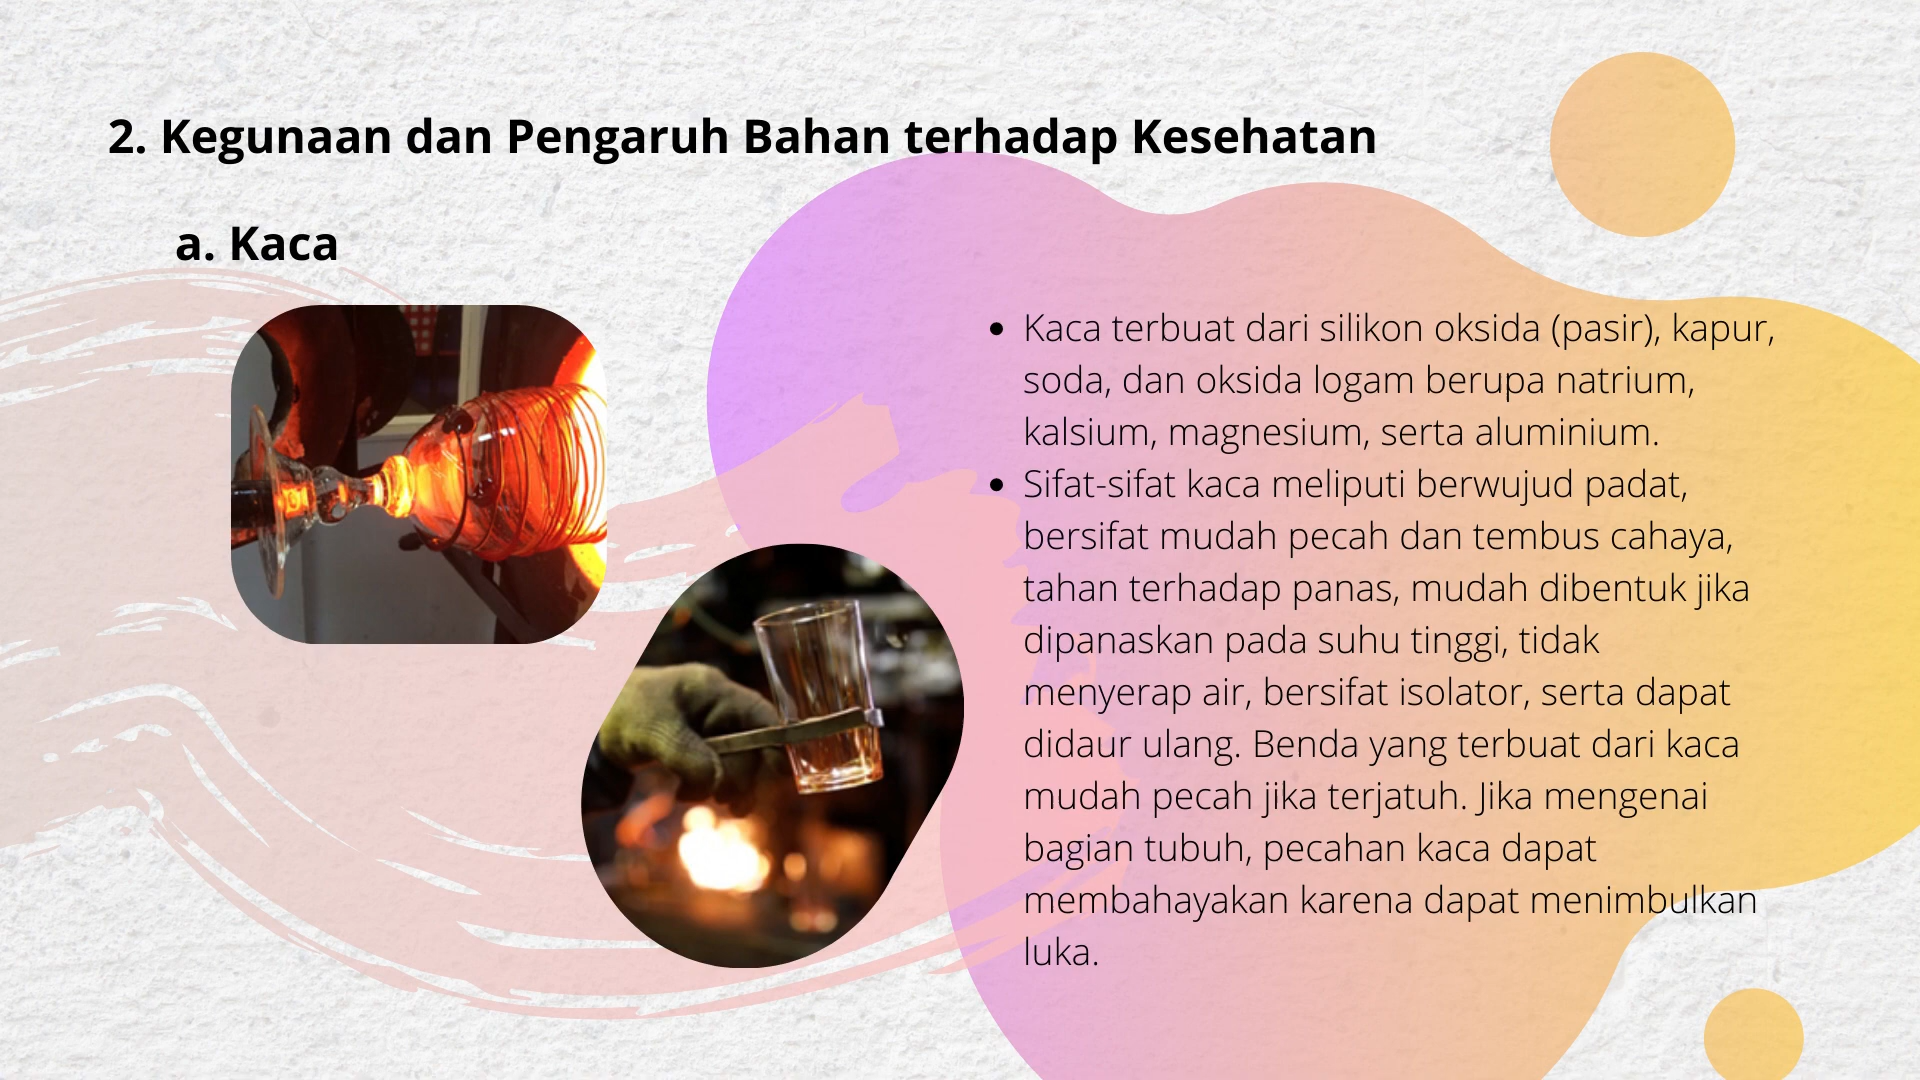 2. Kegunaan dan Pengaruh Bahan terhadap Kesehatan
a. Kaca
• Kaca terbuat dari silikon oksida (pasir), kapur,
soda, dan oksida logam berupa natrium,
kalsium, magnesium, serta aluminium.
• Sifat-sifat kaca meliputi berwujud padat,
bersifat mudah pecah dan tembus cahaya,
tahan terhadap panas, mudah dibentuk jika
dipanaskan pada suhu tinggi, tidak
menyerap air, bersifat isolator, serta dapat
didaur ulang. Benda yang terbuat dari kaca
mudah pecah jika terjatuh. Jika mengenai
bagian tubuh, pecahan kaca dapat
membahayakan karena dapat menimbulkan
luka.